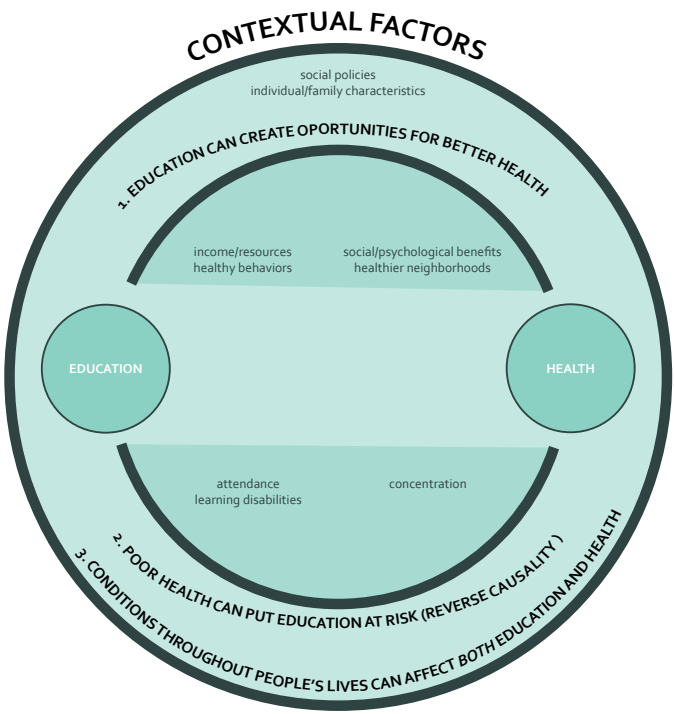 CONTEXTUAL FACTORS
social policies
individual/family characteristics
1. EDUCATION CAN CREATE OPORTUNITIES FOR BETTER HEALTH
income/resources
healthy behaviors
social/psychological benefits
healthier neighborhoods
EDUCATION
HEALTH
attendance
learning disabilities
concentration
2. POOR HEALTH CAN PUT EDUCATION AT RISK (REVERSE CAUSALITY )
3. CONDITIONS THROUGHOUT PEOPLE'S LIVES CAN AFFECT BOTH EDUCATION AND HEALTH